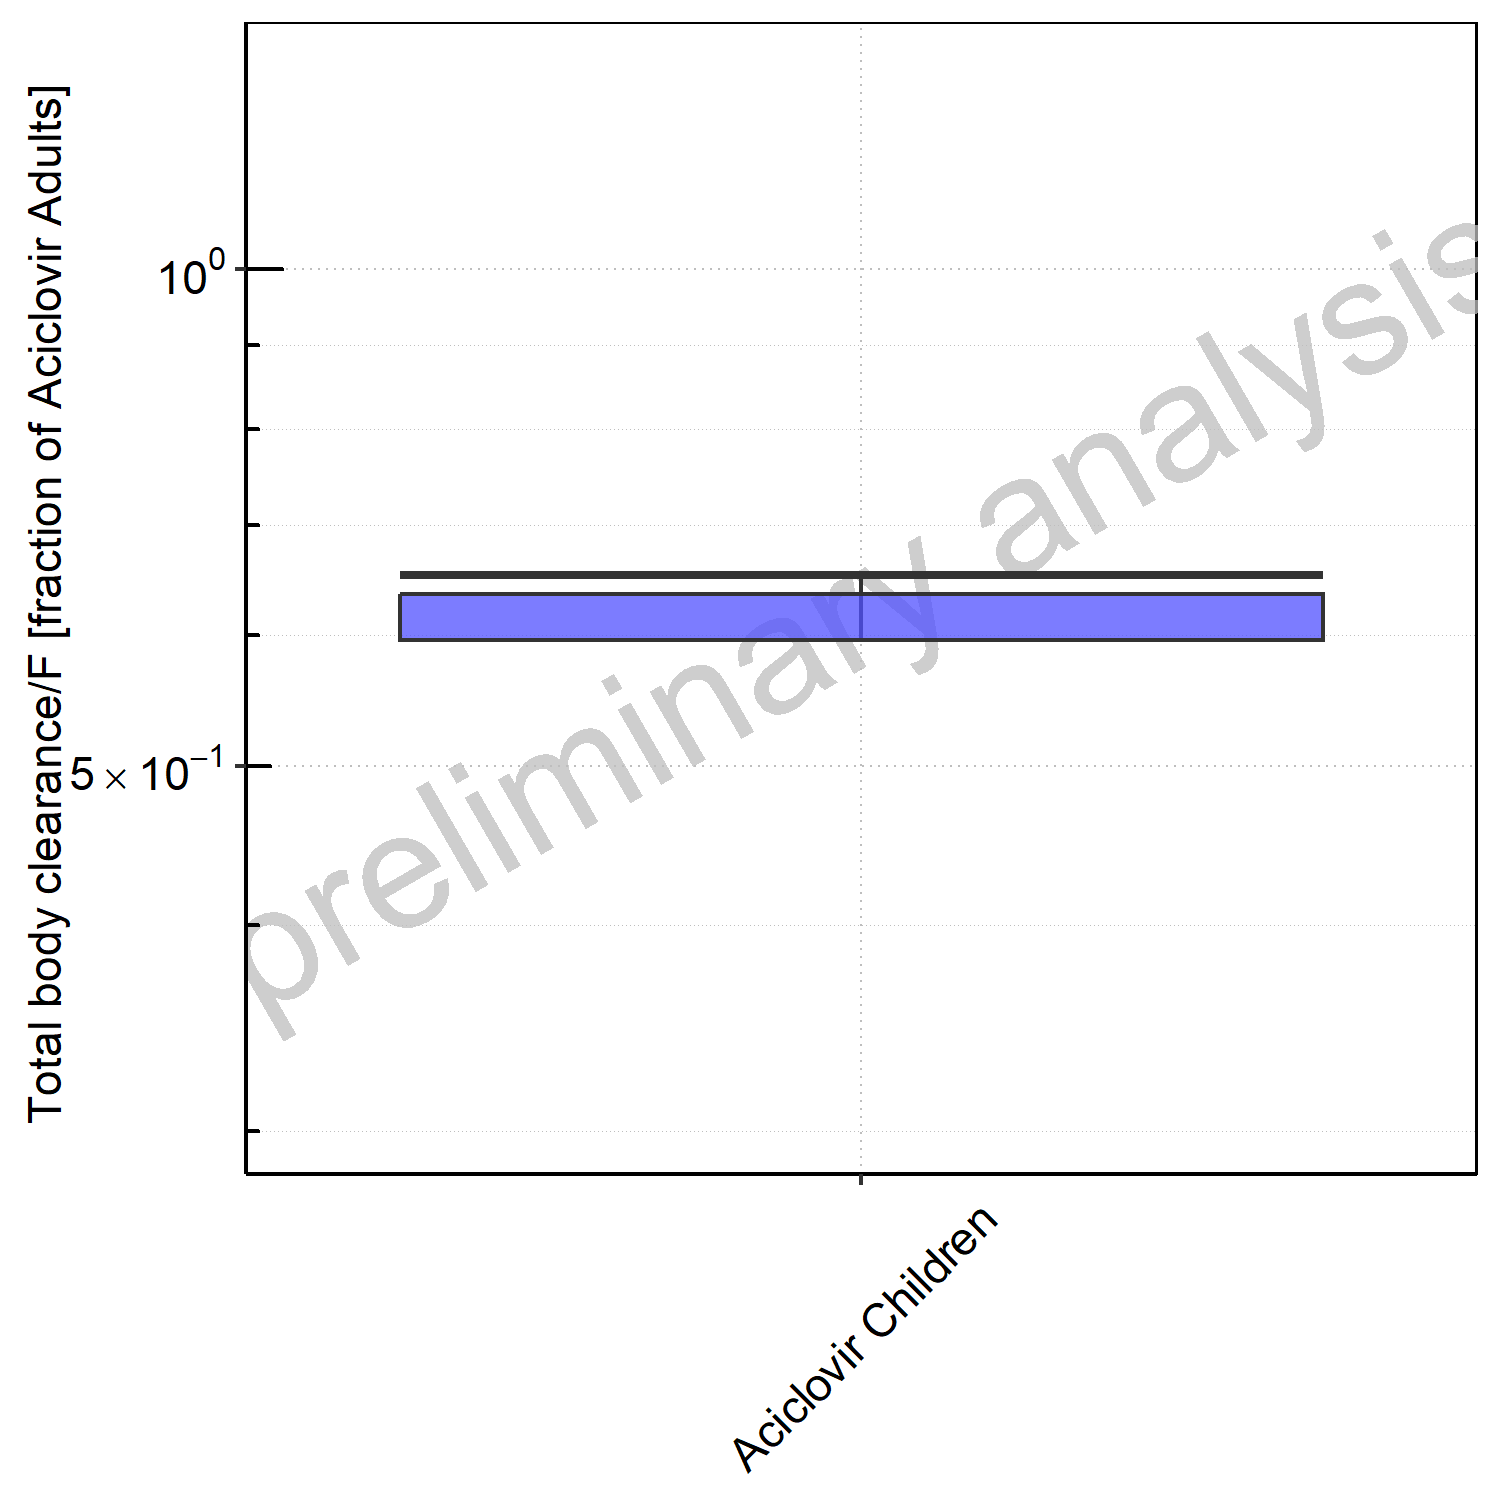 Total body clearance/F [fraction of Aciclovir Adults]
10⁰
5 × 10⁻¹
preliminary analysis
Aciclovir Children